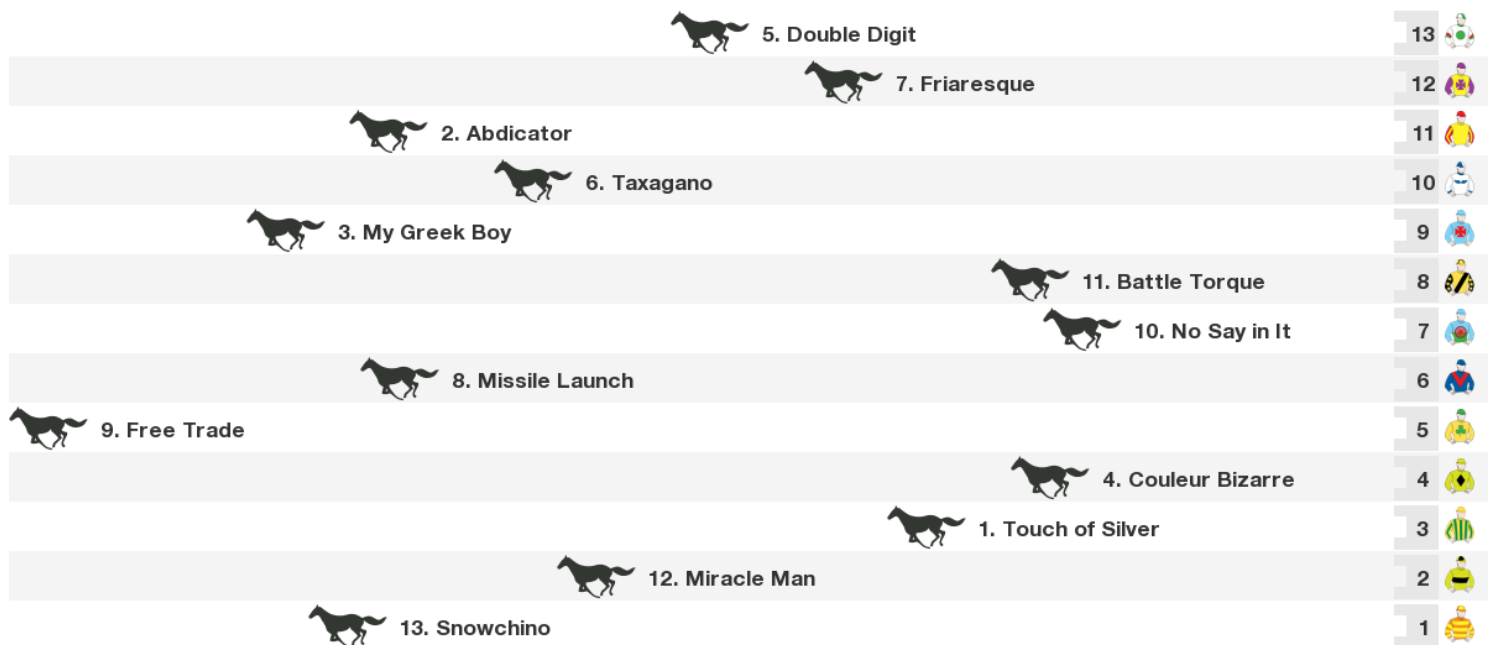 5. Double Digit 13
7. Friaresque 12
2. Abdicator 11
6. Taxagano 10
3. My Greek Boy 9
11. Battle Torque 8
10. No Say in It 7
8. Missile Launch 6
9. Free Trade 5
4. Couleur Bizarre 4
1. Touch of Silver 3
12. Miracle Man 2
13. Snowchino 1